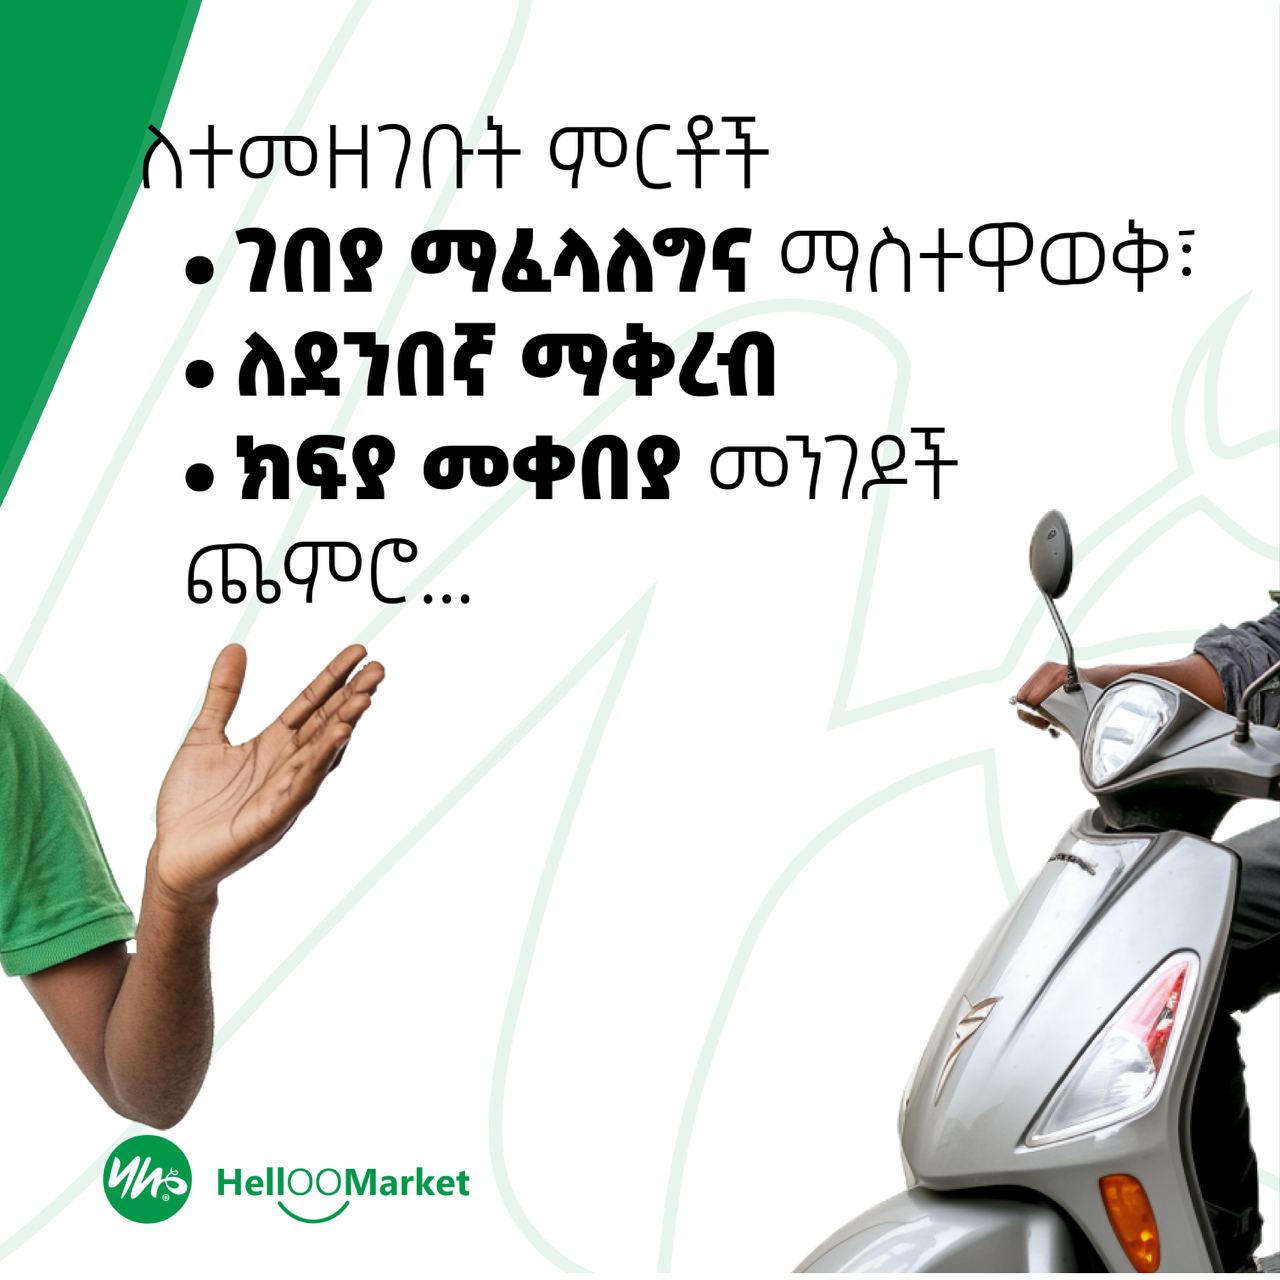 ለተመዘገቡት ምርቶች
• ገበያ ማፈላለግና ማስተዋወቅ፣
• ለደንበኛ ማቅረብ
• ክፍያ መቀበያ መንገዶች
ጨምሮ...
HellOOMarket